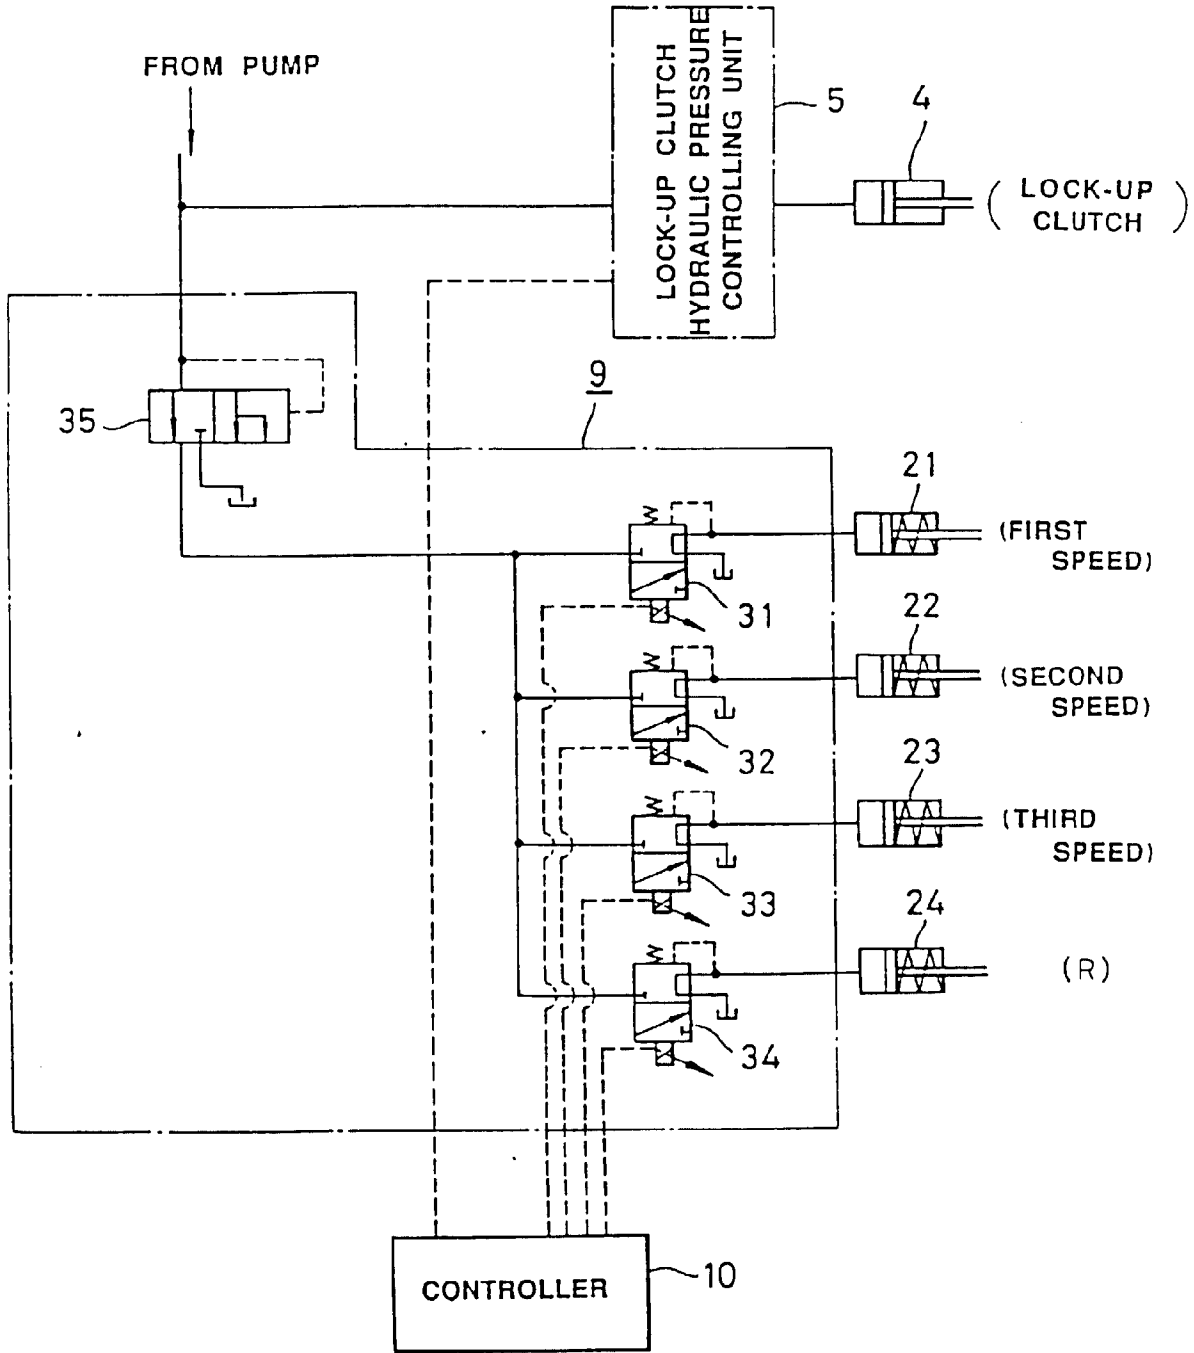 FROM PUMP
LOCK-UP CLUTCH
HYDRAULIC PRESSURE
CONTROLLING UNIT
5
4
(LOCK-UP
CLUTCH)
35
9
21
(FIRST
SPEED)
31
22
(SECOND
SPEED)
32
23
(THIRD
SPEED)
33
24
(R)
34
CONTROLLER
10